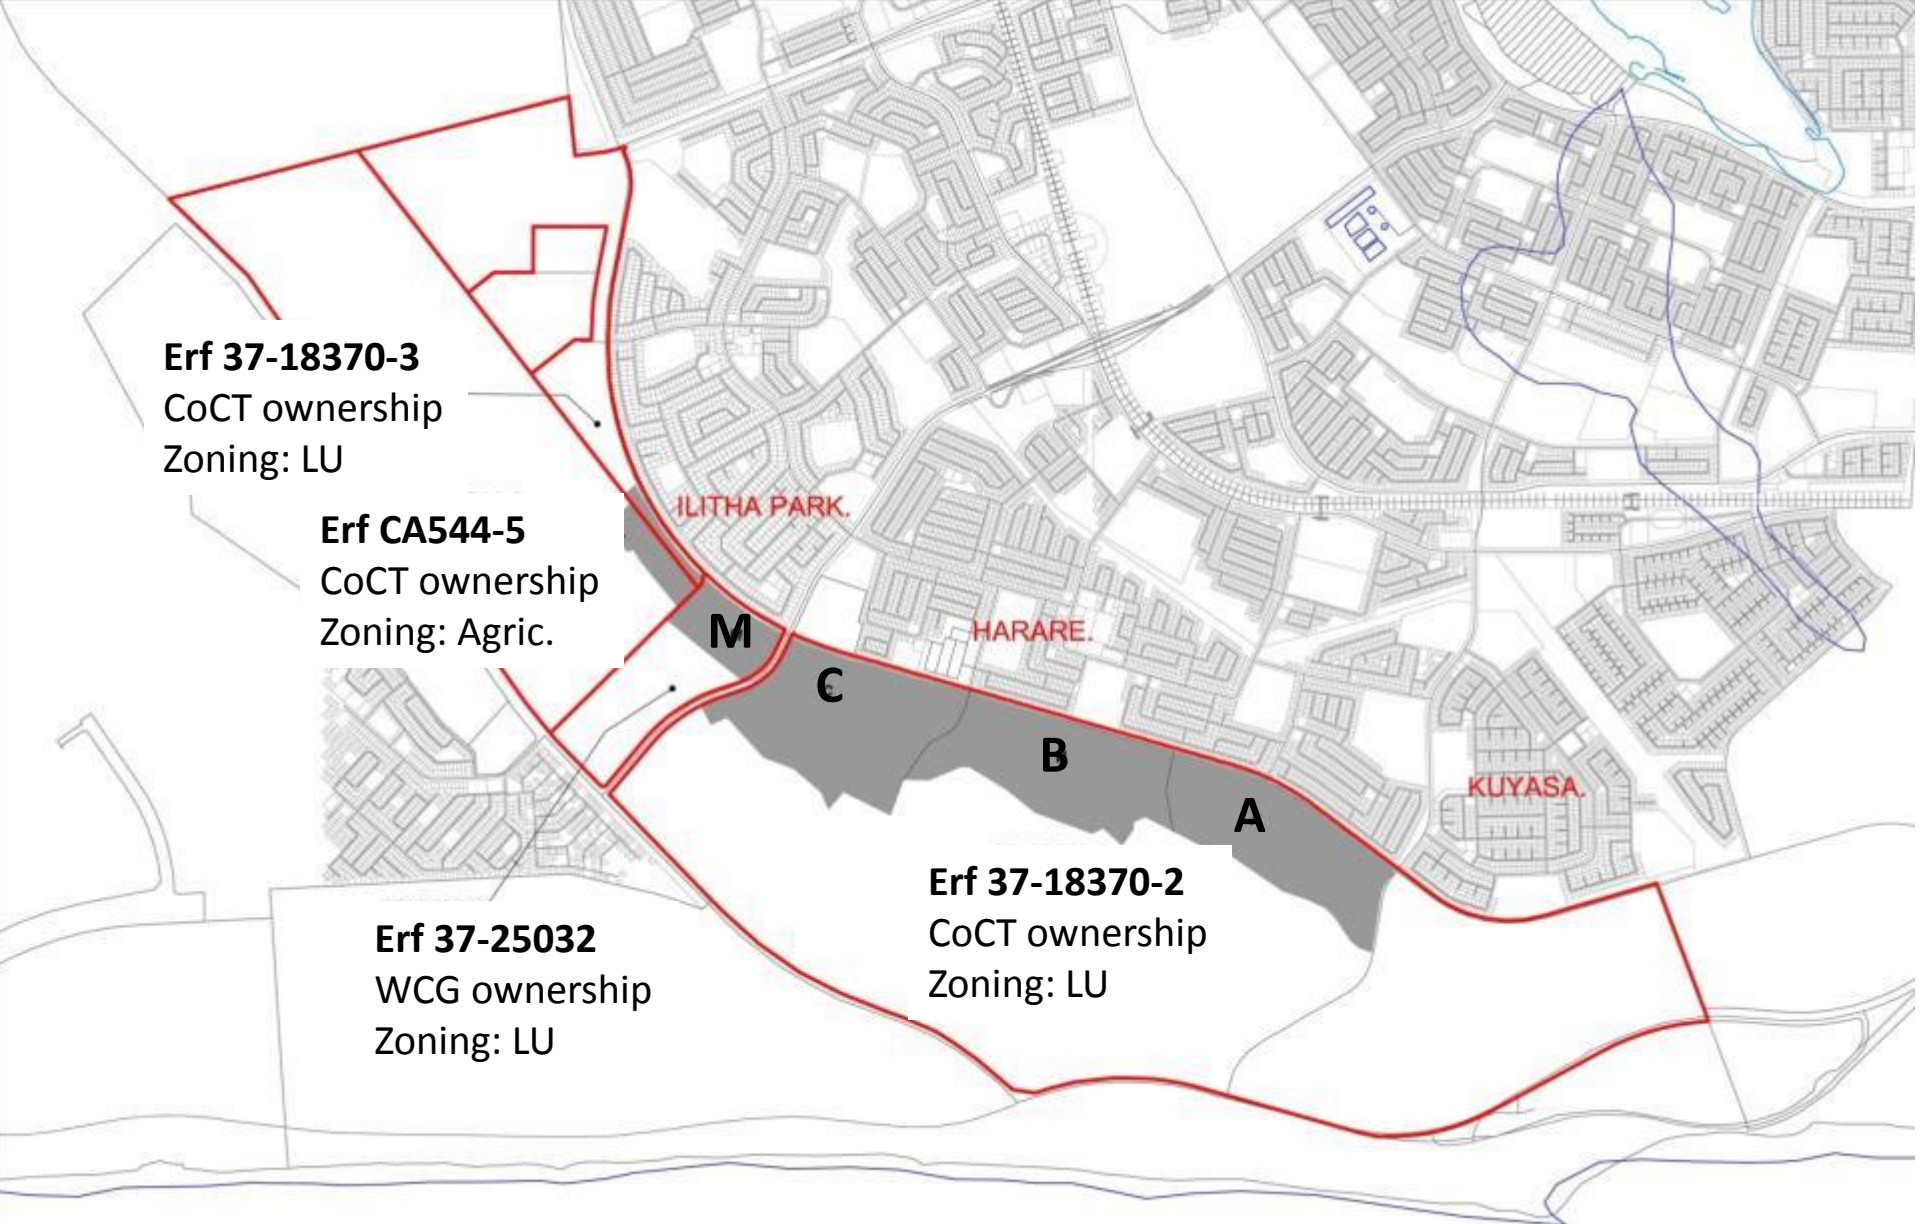 Erf 37-18370-3
CoCT ownership
Zoning: LU
Erf CA544-5
CoCT ownership
Zoning: Agric.
ILITHA PARK.
HARARE.
M
C
B
A
KUYASA.
Erf 37-18370-2
CoCT ownership
Zoning: LU
Erf 37-25032
WCG ownership
Zoning: LU